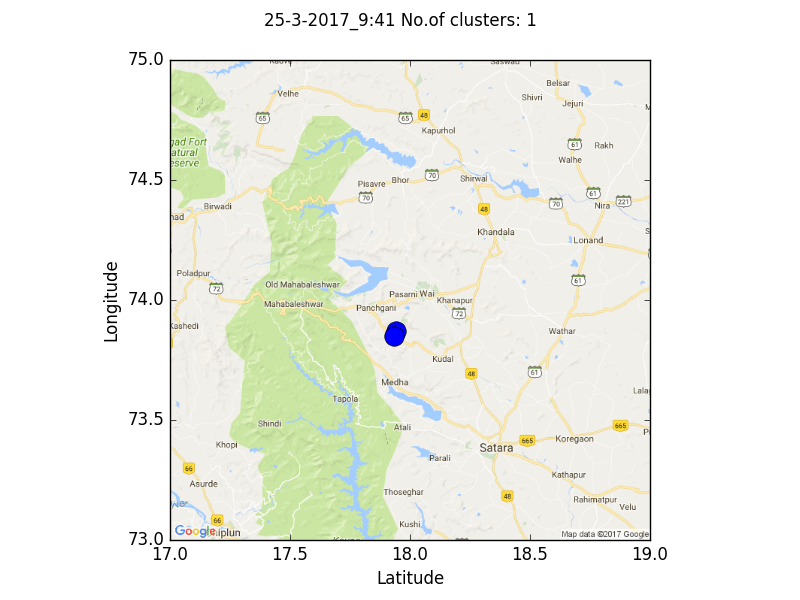 25-3-2017_9:41 No.of clusters: 1
75.0
74.5
74.0
73.5
73.0
Longitude
17.0 17.5 18.0 18.5 19.0
Latitude
Saswad
Belsar
Velhe
Shivri
Jejuri
65
65
48
Kapurhol
61
Rakh
Walhe
gad Fort
atural
eserve
Pisavre
Bhor
70
Shirwal
70
61
70
221
Nira
Birwadi
48
nad
Khandala
Lonand
Poladpur
72
61
Old Mahabaleshwar
Pasarni
Wai
Khanapur
Mahabaleshwar
Panchgani
72
Kashedi
Wathar
Kudal
48
61
Medha
Lala
Tapola
Shindi
Atali
665
665
Koregaon
Khopi
Satara
Parali
66
Kathapur
Asurde
Thoseghar
48
Rahimatpur
Velu
66
Kushi
Google
iplun
Map data ©2017 Google